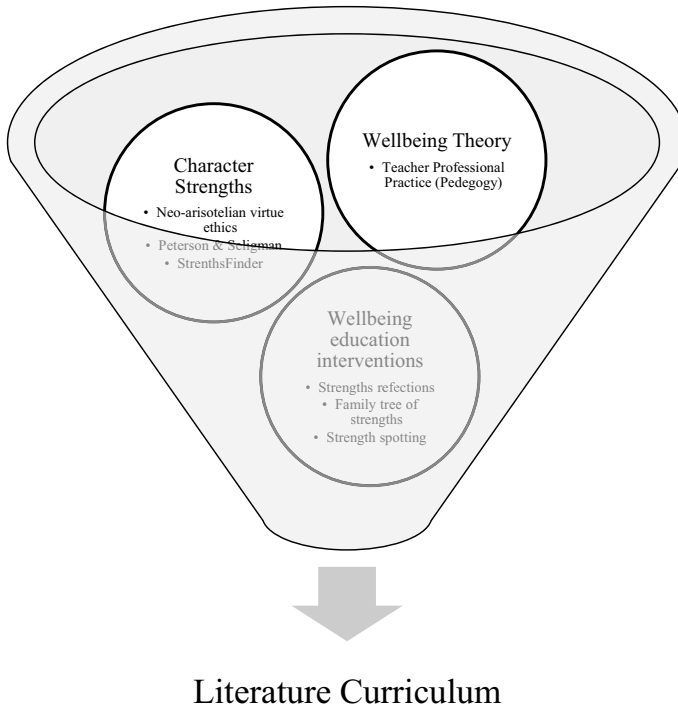 Character
Strengths
• Neo-arisotelian virtue
ethics
• Peterson & Seligman
• StrenthsFinder
Wellbeing Theory
• Teacher Professional
Practice (Pedegogy)
Wellbeing
education
interventions
• Strengths refections
• Family tree of
strengths
• Strength spotting
Literature Curriculum